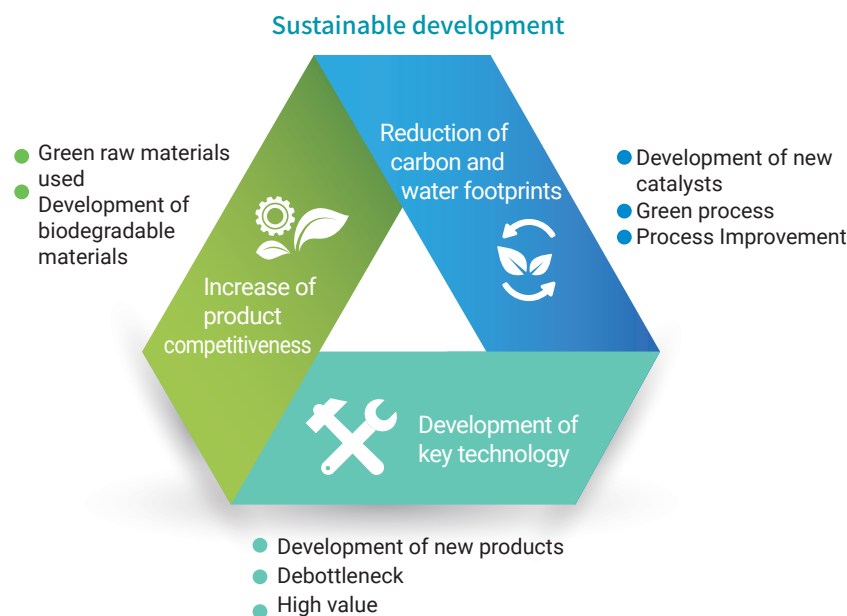 Sustainable development
Reduction of
carbon and
water footprints
Green raw materials
used
Development of
biodegradable
materials
Development of new
catalysts
Green process
Process Improvement
Increase of
product
competitiveness
Development of
key technology
Development of new products
Debottleneck
High value